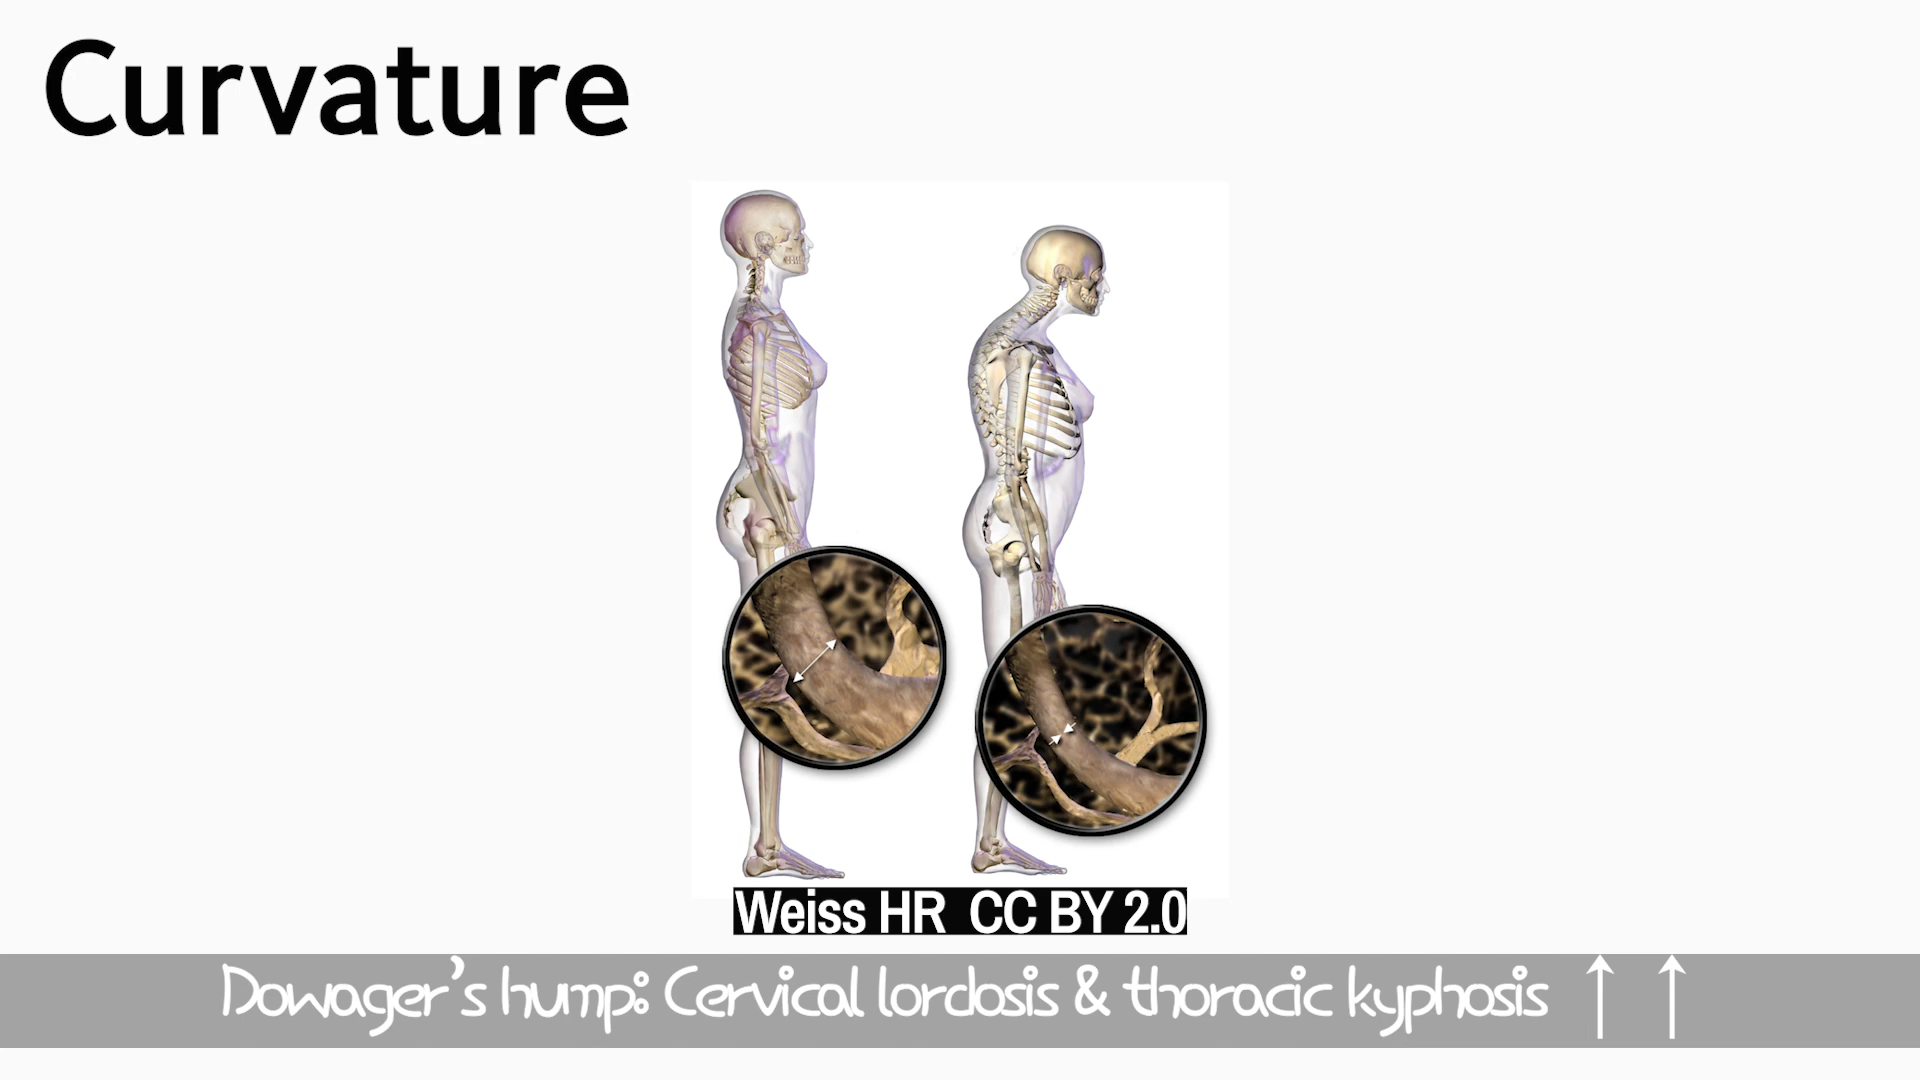 Curvature
Weiss HR CC BY 2.0
Dowager's hump: Cervical lordosis & thoracic kyphosis ↑ ↑